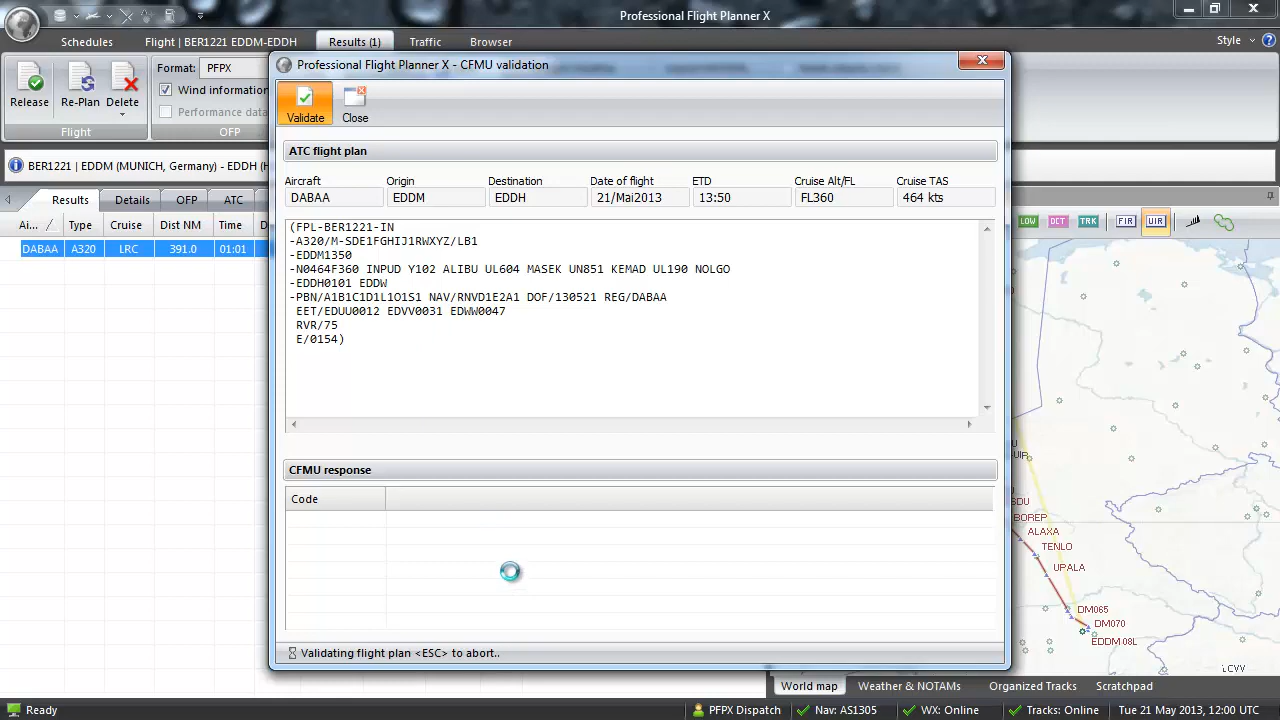 Professional Flight Planner X
Schedules Flight | BER1221 EDDM-EDDH Results (1) Traffic Browser Style
Release Re-Plan Delete
Flight
Format: PFPX
Wind information
Performance data
OFP
BER1221 | EDDM (MUNICH, Germany) - EDDH (H
Results Details OFP ATC
Ai... Type Cruise Dist NM Time D
DABAA A320 LRC 391.0 01:01
Professional Flight Planner X - CFMU validation
Validate Close
ATC flight plan
Aircraft Origin Destination Date of flight ETD Cruise Alt/FL Cruise TAS
DABAA EDDM EDDH 21/Mai2013 13:50 FL360 464 kts
(FPL-BER1221-IN
-A320/M-SDE1FGHIJ1RWXYZ/LB1
-EDDM1350
-N0464F360 INPUD Y102 ALIBU UL604 MASEK UN851 KEMAD UL190 NOLGO
-EDDH0101 EDDW
-PBN/A1B1C1D1L1O1S1 NAV/RNVD1E2A1 DOF/130521 REG/DABAA
EET/EDUU0012 EDVV0031 EDWW0047
RVR/75
E/0154)
CFMU response
Code
Validating flight plan <ESC> to abort..
LOW DCT TRK FIR UIR
BOREP
ALAXA
TENLO
UPALA
DM065
DM070
EDDM 08L
World map Weather & NOTAMs Organized Tracks Scratchpad
Ready PFPX Dispatch Nav: AS1305 WX: Online Tracks: Online Tue 21 May 2013, 12:00 UTC